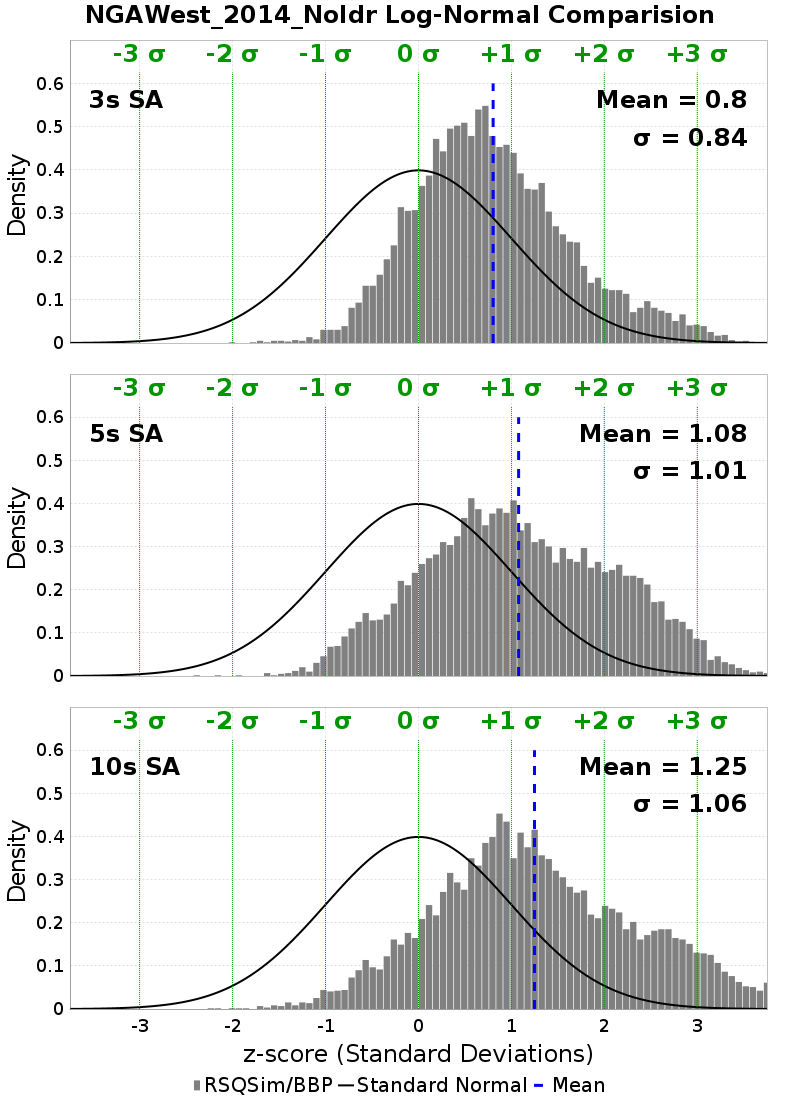 NGAWest_2014_NoIdr Log-Normal Comparision
-3 σ -2 σ -1 σ 0 σ +1 σ +2 σ +3 σ
3s SA
Mean = 0.8
σ = 0.84
0.6
0.5
0.4
0.3
0.2
0.1
0
Density
-3 σ -2 σ -1 σ 0 σ +1 σ +2 σ +3 σ
5s SA
Mean = 1.08
σ = 1.01
0.6
0.5
0.4
0.3
0.2
0.1
0
Density
-3 σ -2 σ -1 σ 0 σ +1 σ +2 σ +3 σ
10s SA
Mean = 1.25
σ = 1.06
0.6
0.5
0.4
0.3
0.2
0.1
0
Density
-3 -2 -1 0 1 2 3
z-score (Standard Deviations)
RSQSim/BBP Standard Normal Mean